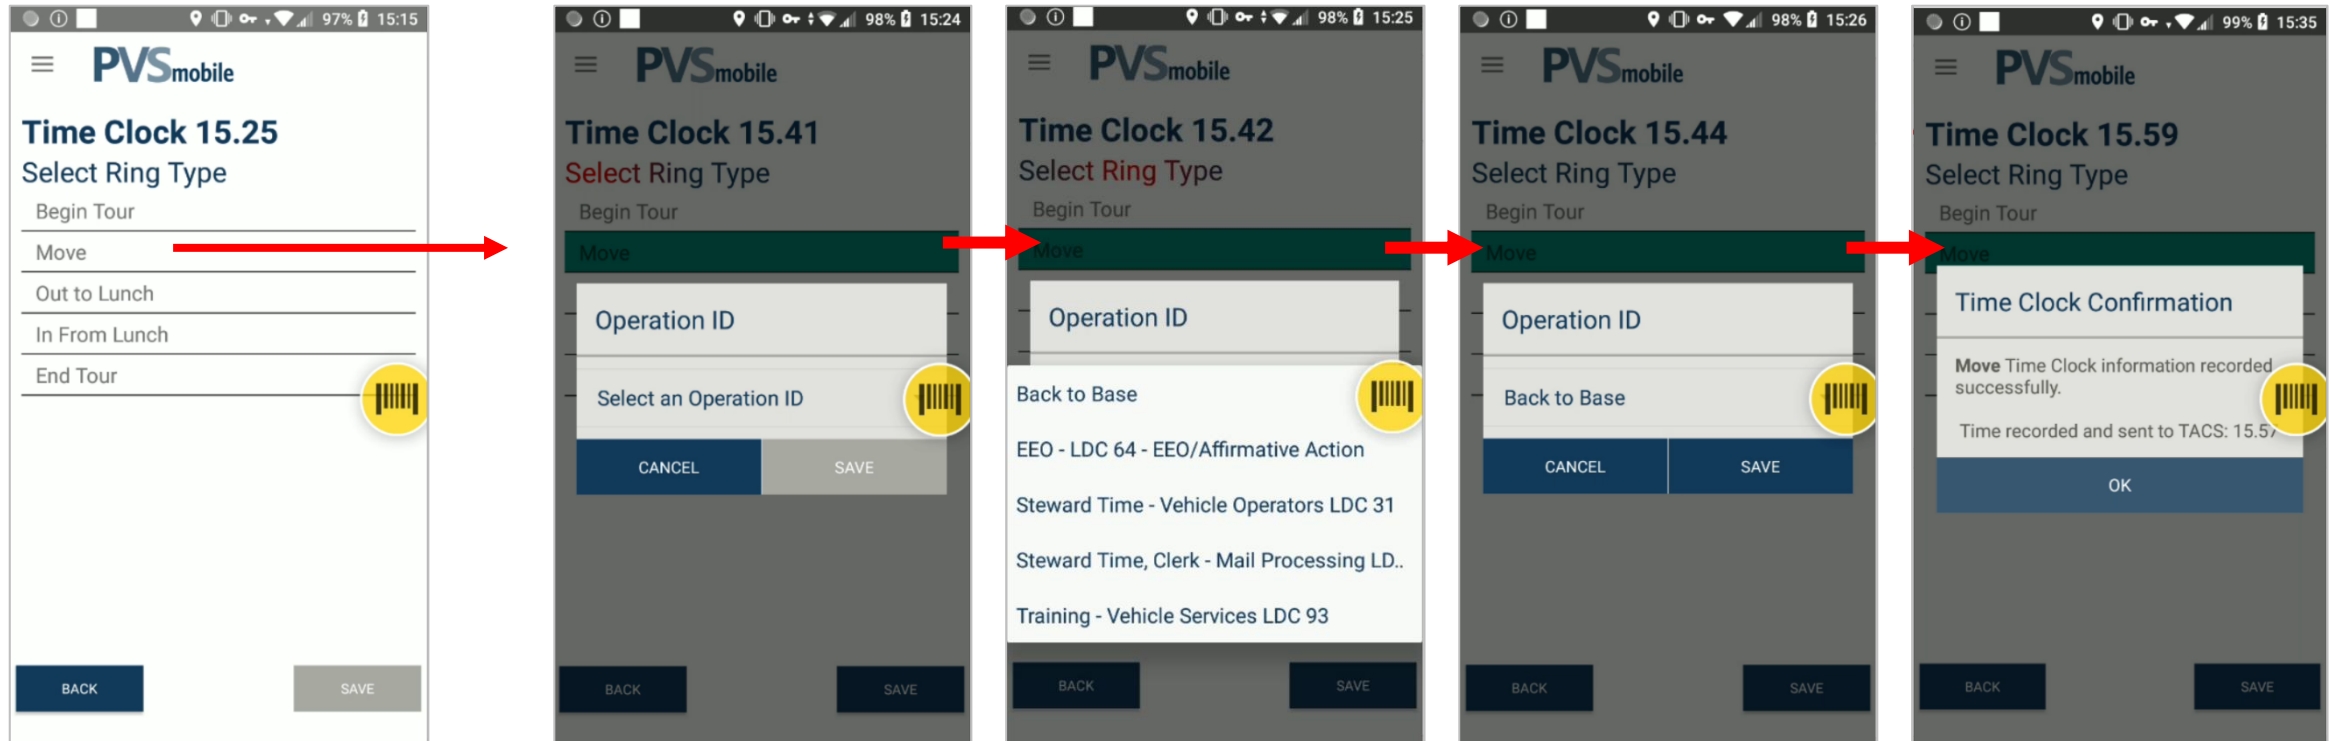 97% 15:15
PVSmobile
Time Clock 15.25
Select Ring Type
Begin Tour
Move
Out to Lunch
In From Lunch
End Tour
BACK SAVE
98% 15:24
PVSmobile
Time Clock 15.41
Select Ring Type
Begin Tour
Move
Operation ID
Select an Operation ID
CANCEL SAVE
BACK SAVE
98% 15:25
PVSmobile
Time Clock 15.42
Select Ring Type
Begin Tour
Move
Operation ID
Back to Base
EEO - LDC 64 - EEO/Affirmative Action
Steward Time - Vehicle Operators LDC 31
Steward Time, Clerk - Mail Processing LD..
Training - Vehicle Services LDC 93
BACK SAVE
98% 15:26
PVSmobile
Time Clock 15.44
Select Ring Type
Begin Tour
Move
Operation ID
Back to Base
CANCEL SAVE
BACK SAVE
99% 15:35
PVSmobile
Time Clock 15.59
Select Ring Type
Begin Tour
Move
Time Clock Confirmation
Move Time Clock information recorded
successfully.
Time recorded and sent to TACS: 15.57
OK
BACK SAVE